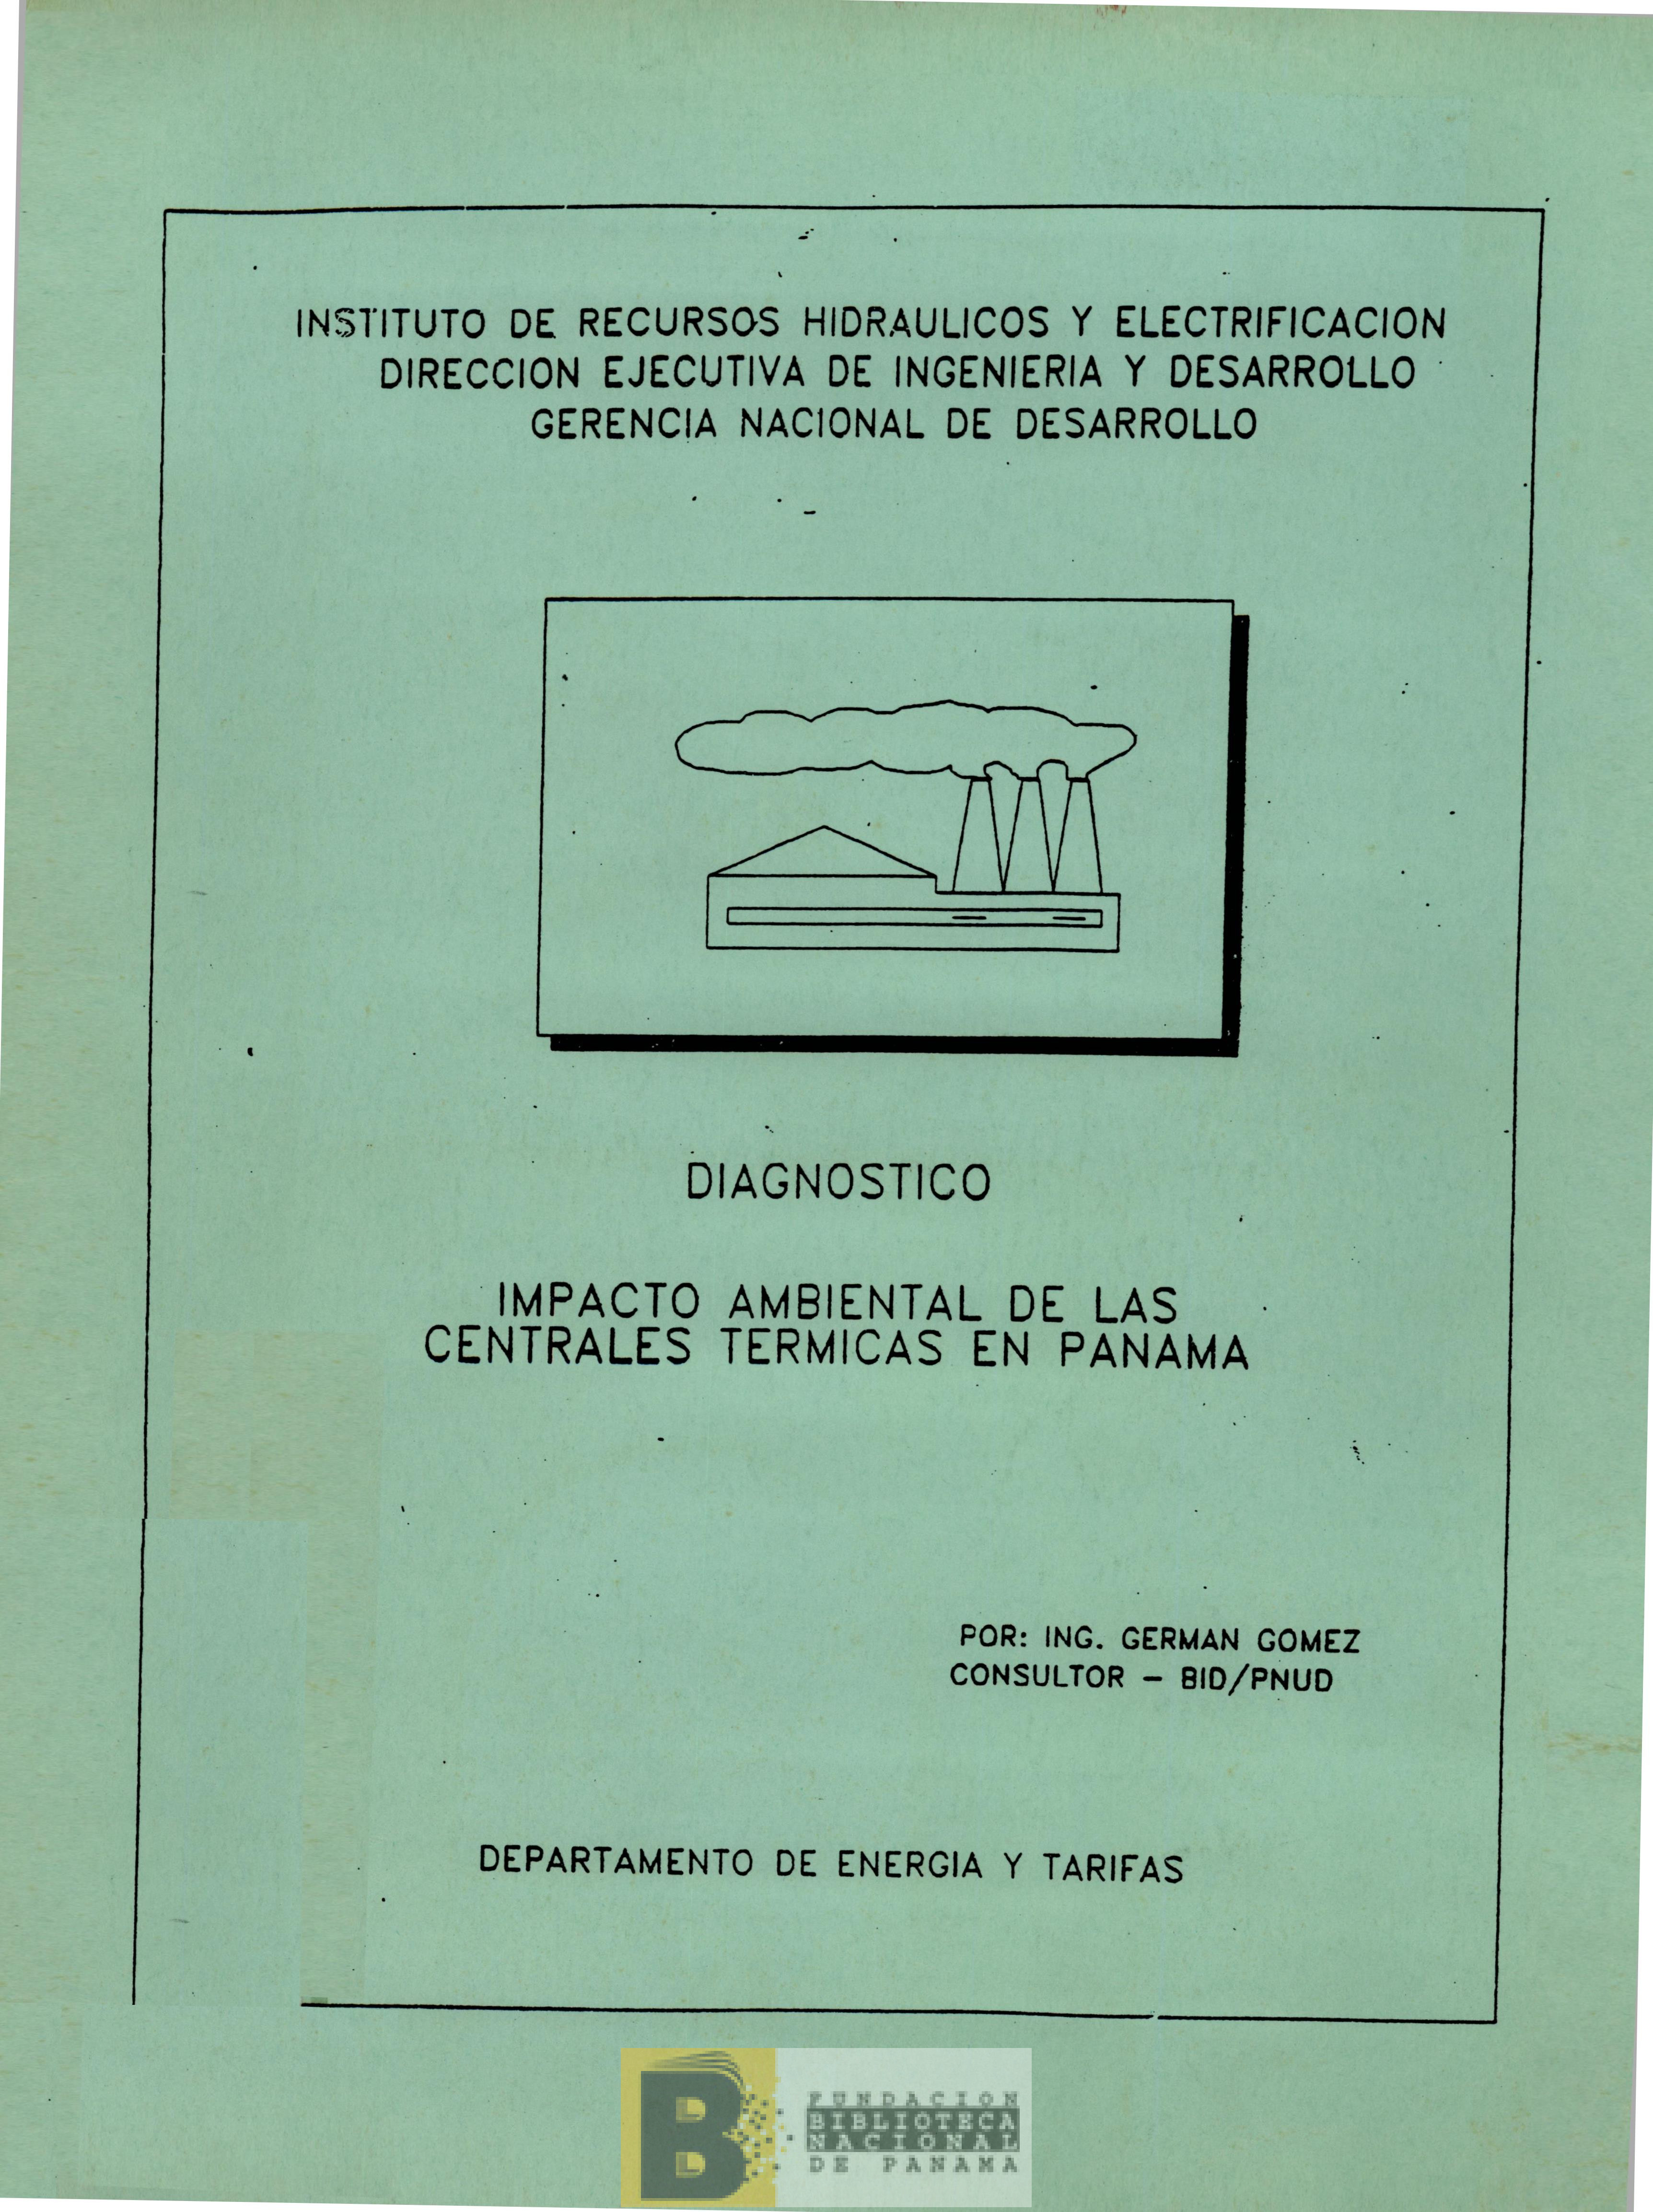 INSTITUTO DE RECURSOS HIDRAULICOS Y ELECTRIFICACION
DIRECCION EJECUTIVA DE INGENIERIA Y DESARROLLO
GERENCIA NACIONAL DE DESARROLLO
DIAGNOSTICO
IMPACTO AMBIENTAL DE LAS
CENTRALES TERMICAS EN PANAMA
POR: ING. GERMAN GOMEZ
CONSULTOR – BID/PNUD
DEPARTAMENTO DE ENERGIA Y TARIFAS
B
FUNDACION
BIBLIOTECA
NACIONAL
DE PANAMA